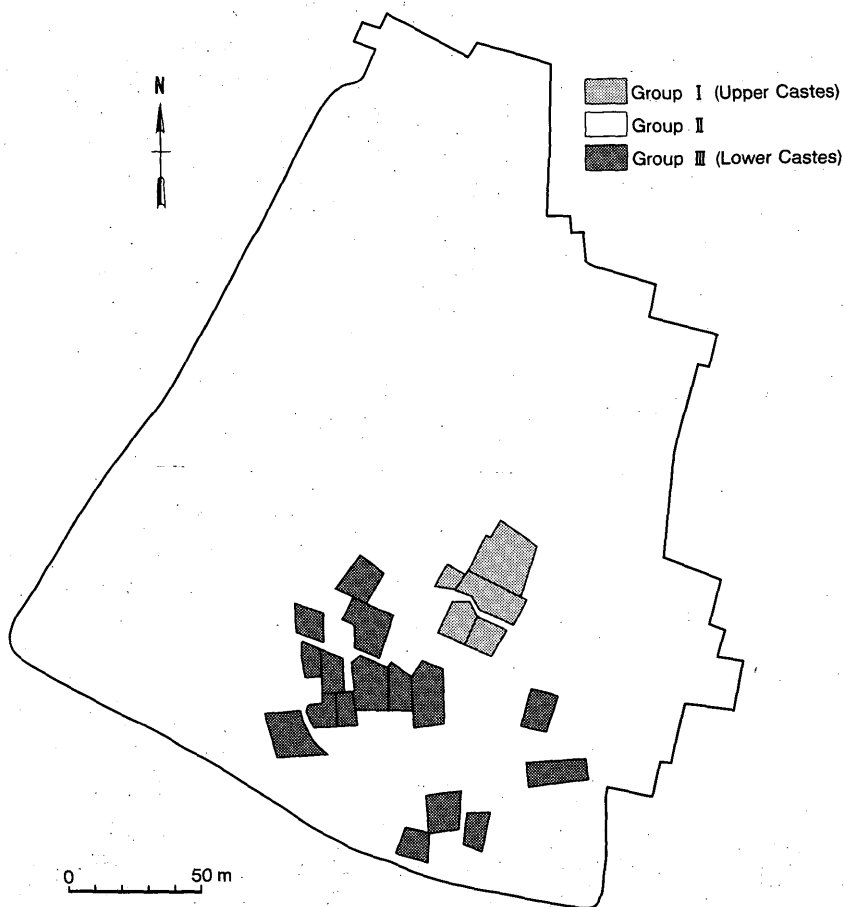 N
Group Ⅰ (Upper Castes)
Group Ⅱ
Group Ⅲ (Lower Castes)
0 50 m